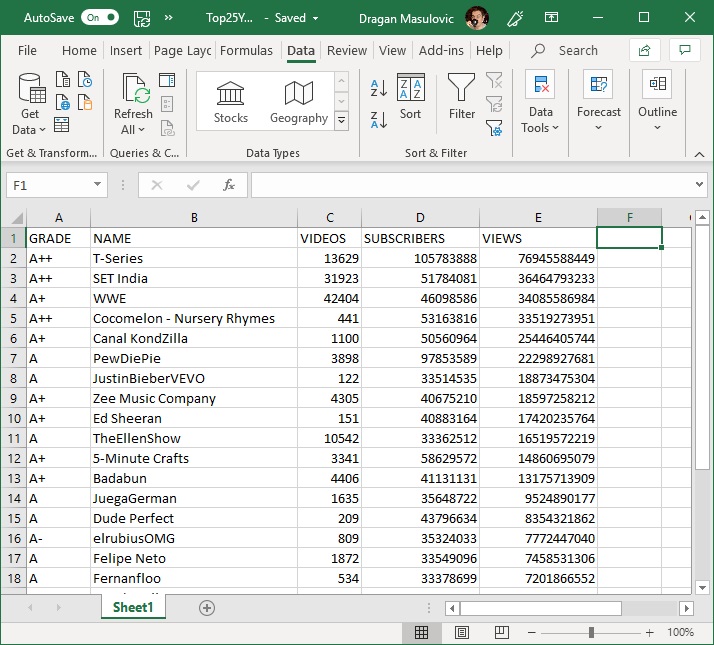 AutoSave On » Top25Y... - Saved Dragan Masulovic
File Home Insert Page Layc Formulas Data Review View Add-ins Help Search
Get Data
Refresh All
Stocks
Geography
A Z
Z A
Z A A Z
Sort
Filter
Data Tools
Forecast
Outline
Get & Transform... Queries & C... Data Types Sort & Filter
F1 fx
A B C D E F
1 GRADE NAME VIDEOS SUBSCRIBERS VIEWS
2 A++ T-Series 13629 105783888 76945588449
3 A++ SET India 31923 51784081 36464793233
4 A+ WWE 42404 46098586 34085586984
5 A++ Cocomelon - Nursery Rhymes 441 53163816 33519273951
6 A+ Canal KondZilla 1100 50560964 25446405744
7 A PewDiePie 3898 97853589 22298927681
8 A JustinBieberVEVO 122 33514535 18873475304
9 A+ Zee Music Company 4305 40675210 18597258212
10 A+ Ed Sheeran 151 40883164 17420235764
11 A TheEllenShow 10542 33362512 16519572219
12 A+ 5-Minute Crafts 3341 58629572 14860695079
13 A+ Badabun 4406 41131131 13175713909
14 A JuegaGerman 1635 35648722 9524890177
15 A Dude Perfect 209 43796634 8354321862
16 A- elrubiusOMG 809 35324033 7772447040
17 A Felipe Neto 1872 33549096 7458531306
18 A Fernanfloo 534 33378699 7201866552
Sheet1
100%